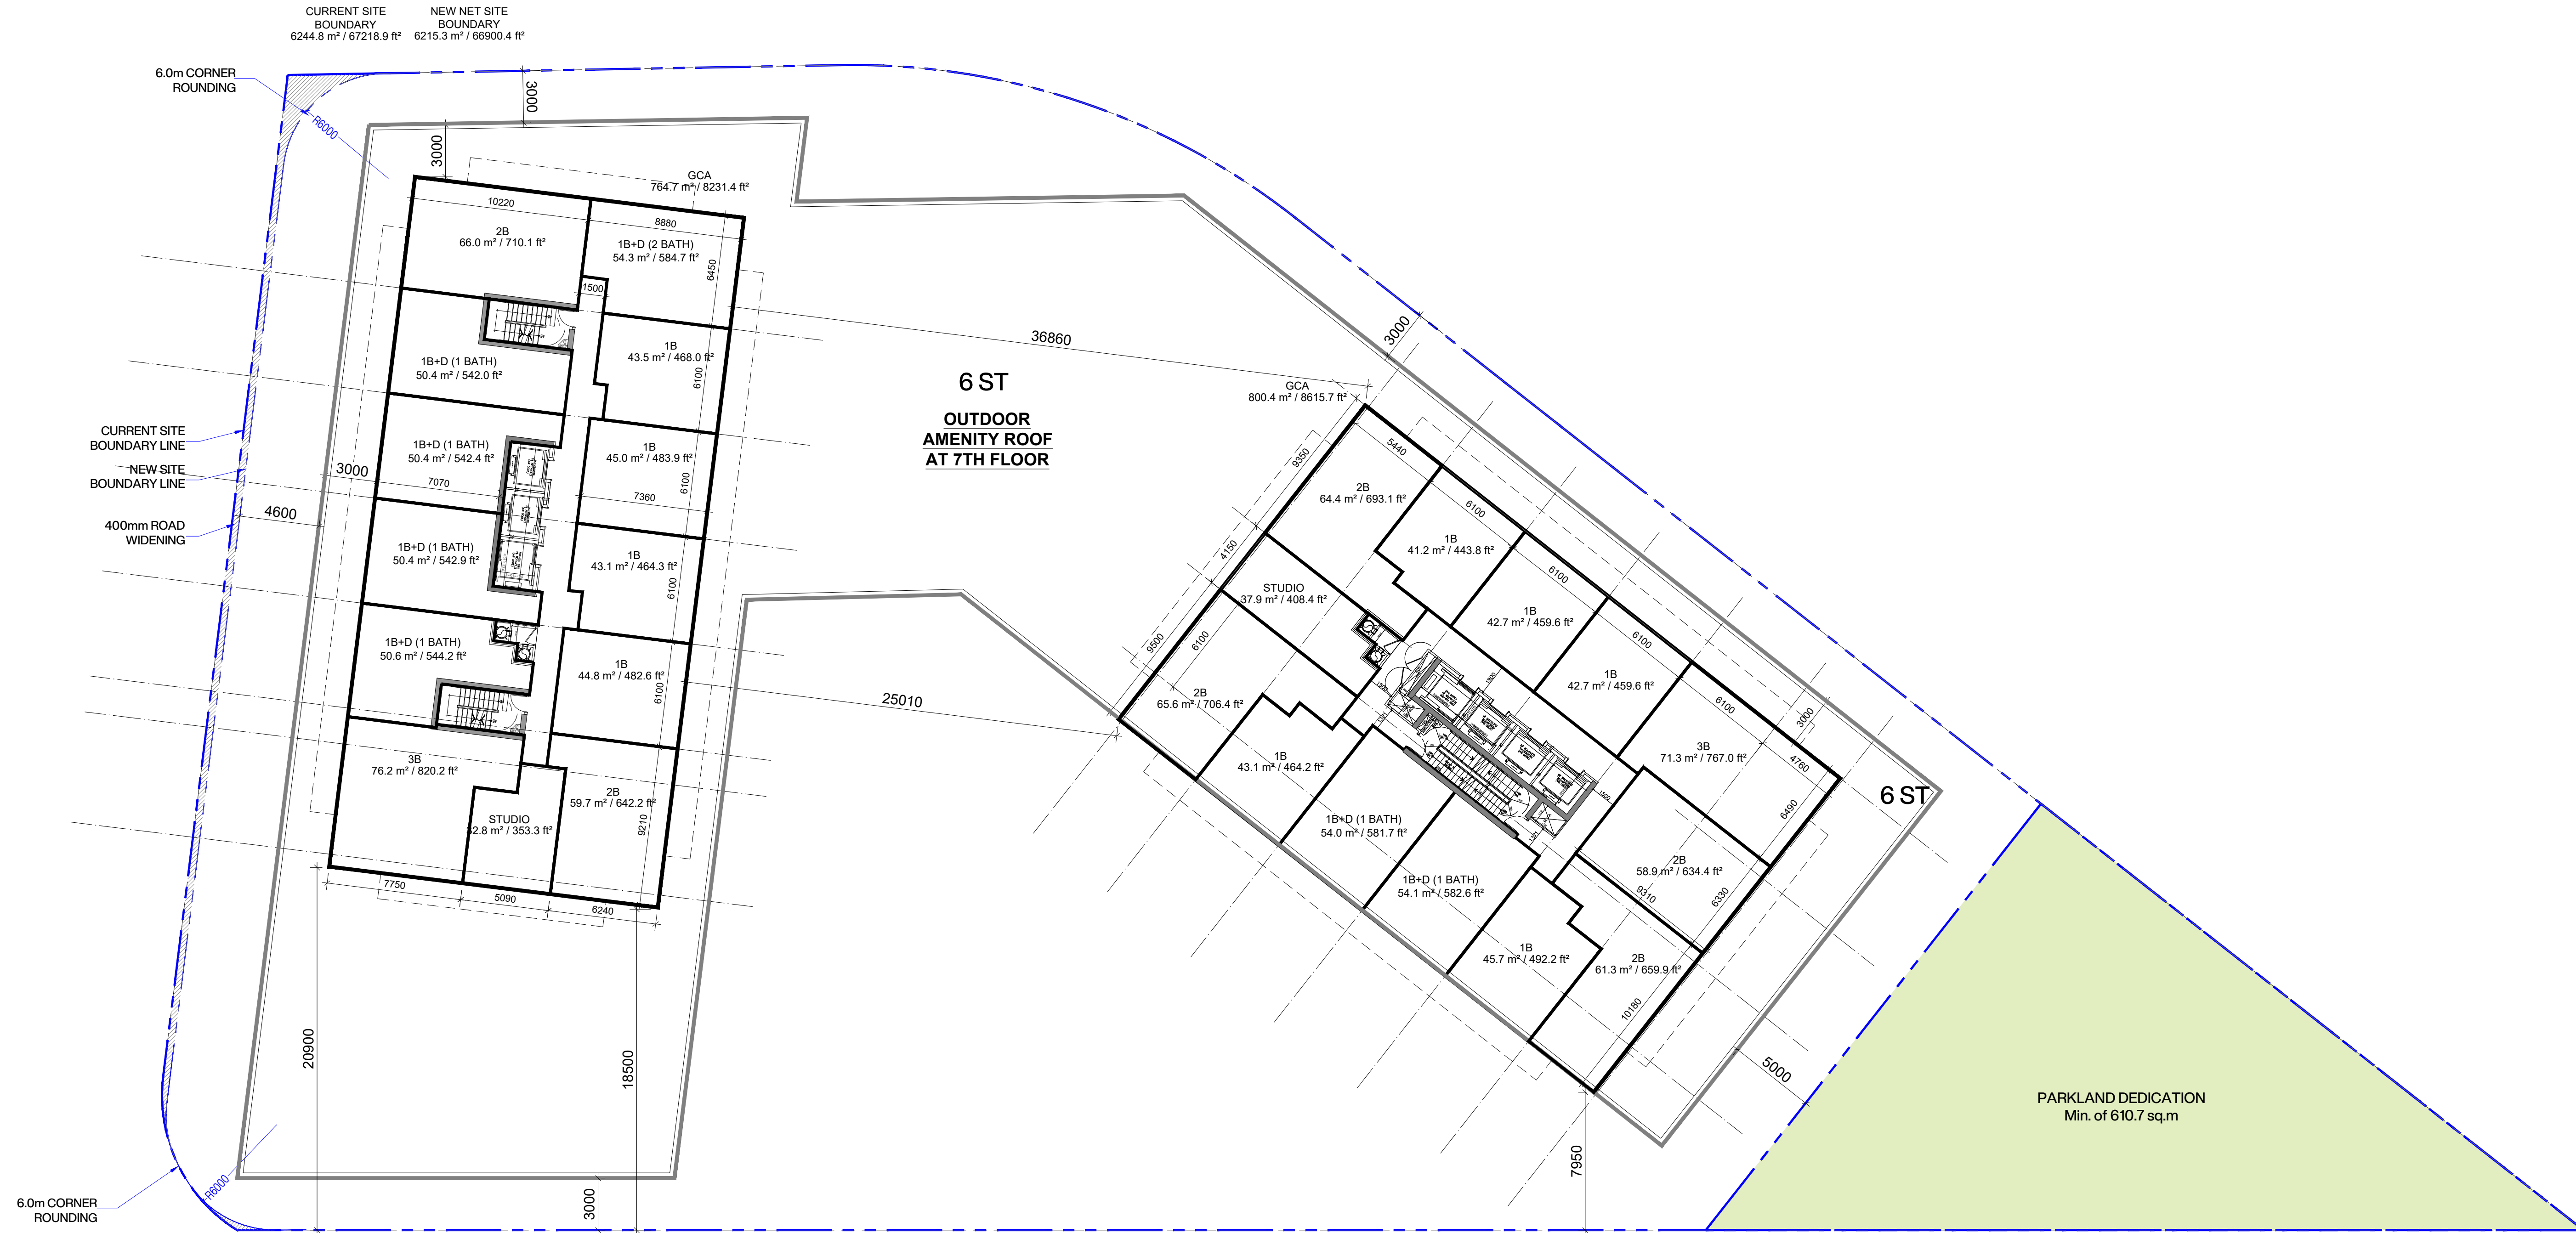 CURRENT SITE
BOUNDARY
6244.8 m² / 67218.9 ft²
NEW NET SITE
BOUNDARY
6215.3 m² / 66900.4 ft²
6.0m CORNER
ROUNDING
R6000
3000
3000
GCA
764.7 m² / 8231.4 ft²
10220
8880
2B
66.0 m² / 710.1 ft²
1B+D (2 BATH)
54.3 m² / 584.7 ft²
6450
1500
1B
43.5 m² / 468.0 ft²
6100
1B+D (1 BATH)
50.4 m² / 542.0 ft²
1B+D (1 BATH)
50.4 m² / 542.4 ft²
1B
45.0 m² / 483.9 ft²
6100
3000
7070
7360
CURRENT SITE
BOUNDARY LINE
NEW SITE
BOUNDARY LINE
4600
400mm ROAD
WIDENING
1B+D (1 BATH)
50.4 m² / 542.9 ft²
1B
43.1 m² / 464.3 ft²
6100
1B+D (1 BATH)
50.6 m² / 544.2 ft²
1B
44.8 m² / 482.6 ft²
6100
3B
76.2 m² / 820.2 ft²
STUDIO
32.8 m² / 353.3 ft²
2B
59.7 m² / 642.2 ft²
9210
7750
5090
6240
20900
18500
3000
6.0m CORNER
ROUNDING
R6000
36860
6 ST
OUTDOOR
AMENITY ROOF
AT 7TH FLOOR
25010
3000
GCA
800.4 m² / 8615.7 ft²
9350
5440
2B
64.4 m² / 693.1 ft²
6100
1B
41.2 m² / 443.8 ft²
4150
STUDIO
37.9 m² / 408.4 ft²
6100
1B
42.7 m² / 459.6 ft²
6100
1B
42.7 m² / 459.6 ft²
6100
9500
6100
2B
65.6 m² / 706.4 ft²
1500
1800
1321
1500
1321
3000
3B
71.3 m² / 767.0 ft²
4760
6490
6 ST
1B
43.1 m² / 464.2 ft²
1B+D (1 BATH)
54.0 m² / 581.7 ft²
1B+D (1 BATH)
54.1 m² / 582.6 ft²
2B
58.9 m² / 634.4 ft²
9310
6330
1B
45.7 m² / 492.2 ft²
2B
61.3 m² / 659.9 ft²
10180
5000
7950
PARKLAND DEDICATION
Min. of 610.7 sq.m